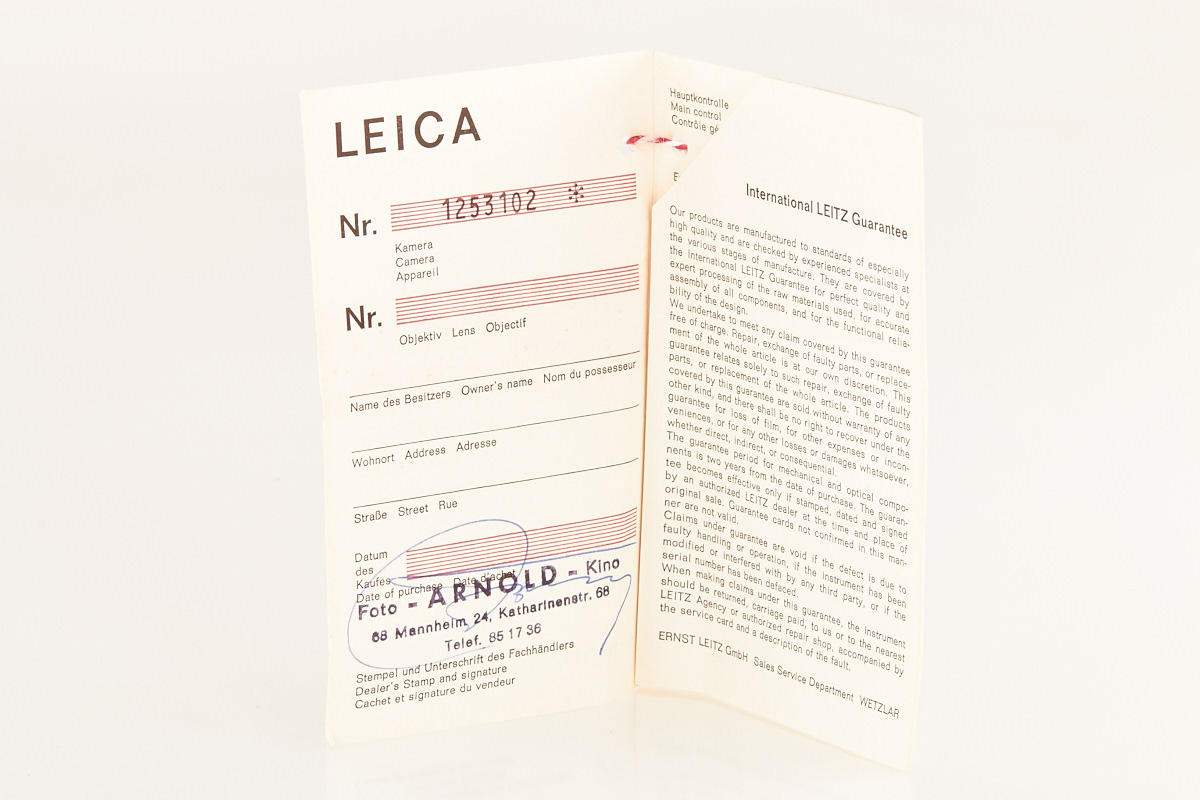 LEICA
Nr. 1253102 *
Kamera
Camera
Appareil
Nr.
Objektiv Lens Objectif
Name des Besitzers Owner's name Nom du possesseur
Wohnort Address Adresse
Straße Street Rue
Datum
des
Kaufes
Date of purchase Date d'achat
Foto - ARNOLD - Kino
68 Mannheim 24, Katharinenstr. 68
Telef. 85 17 36
Stempel und Unterschrift des Fachhändlers
Dealer's Stamp and signature
Cachet et signature du vendeur
Hauptkontrolle
Main control
Contrôle gé
E
International LEITZ Guarantee
Our products are manufactured to standards of especially
high quality and are checked by experienced specialists at
the various stages of manufacture. They are covered by
the International LEITZ Guarantee for perfect quality and
expert processing of the raw materials used, for accurate
assembly of all components, and for the functional relia-
bility of the design.
We undertake to meet any claim covered by this guarantee
free of charge. Repair, exchange of faulty parts, or replace-
ment of the whole article is at our own discretion. This
guarantee relates solely to such repair, exchange of faulty
parts, or replacement of the whole article. The products
covered by this guarantee are sold without warranty of any
other kind, and there shall be no right to recover under the
guarantee for loss of film, for other expenses or incon-
veniences, or for any other losses or damages whatsoever,
whether direct, indirect, or consequential.
The guarantee period for mechanical and optical compo-
nents is two years from the date of purchase. The guaran-
tee becomes effective only if stamped, dated and signed
by an authorized LEITZ dealer at the time and place of
original sale. Guarantee cards not confirmed in this man-
ner are not valid.
Claims under guarantee are void if the defect is due to
faulty handling or operation, if the instrument has been
modified or interfered with by any third party, or if the
serial number has been defaced.
When making claims under this guarantee, the instrument
should be returned, carriage paid, to us or to the nearest
LEITZ Agency or authorized repair shop, accompanied by
the service card and a description of the fault.
ERNST LEITZ GmbH Sales Service Department WETZLAR